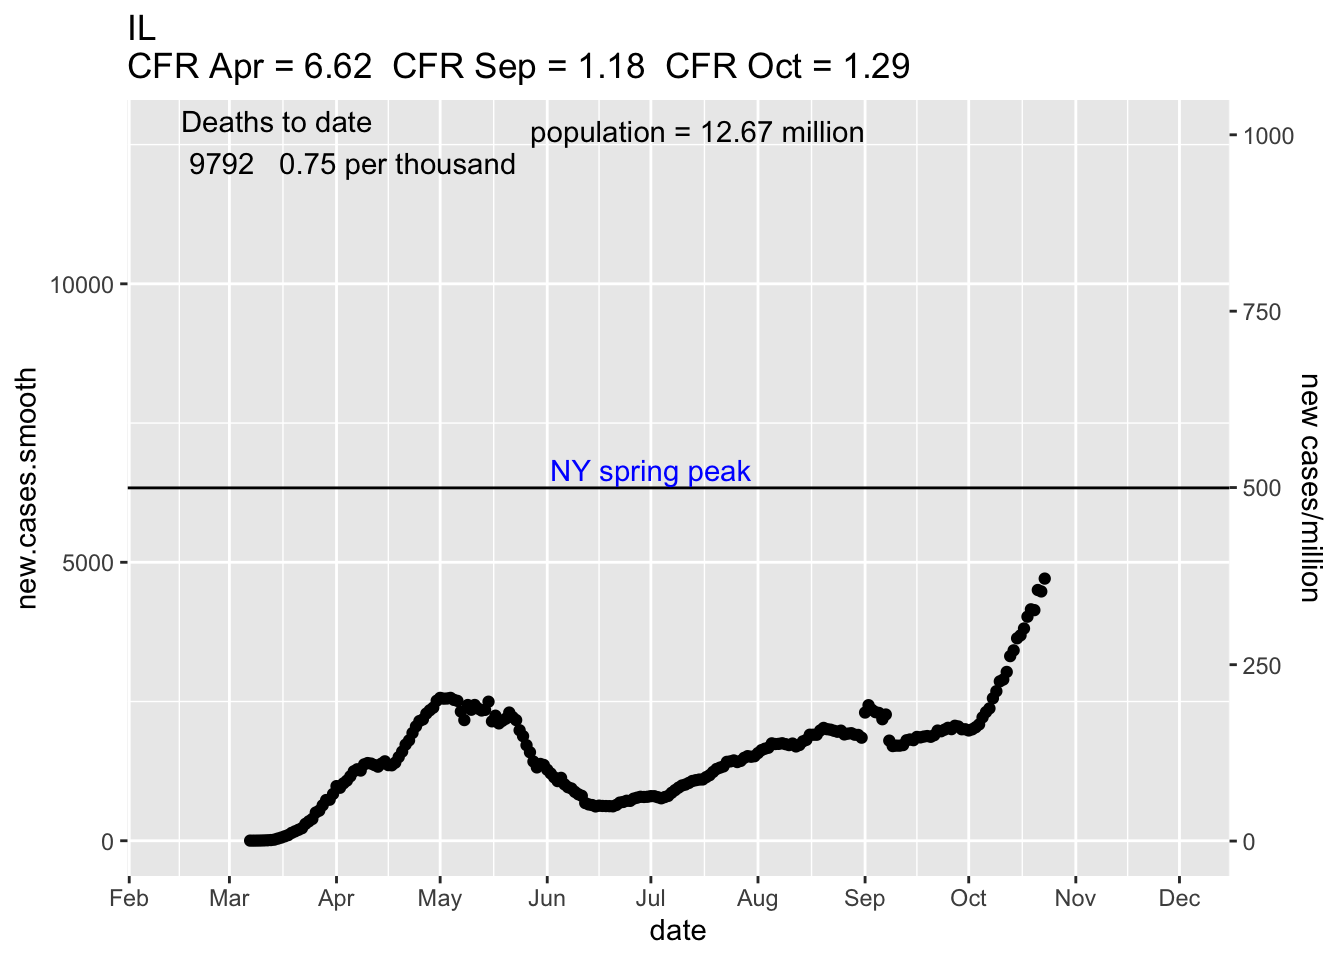 IL
CFR Apr = 6.62  CFR Sep = 1.18  CFR Oct = 1.29
Deaths to date
9792   0.75 per thousand
population = 12.67 million
NY spring peak
new.cases.smooth
10000
5000
0
1000
750
500
250
0
new cases/million
Feb Mar Apr May Jun Jul Aug Sep Oct Nov Dec
date